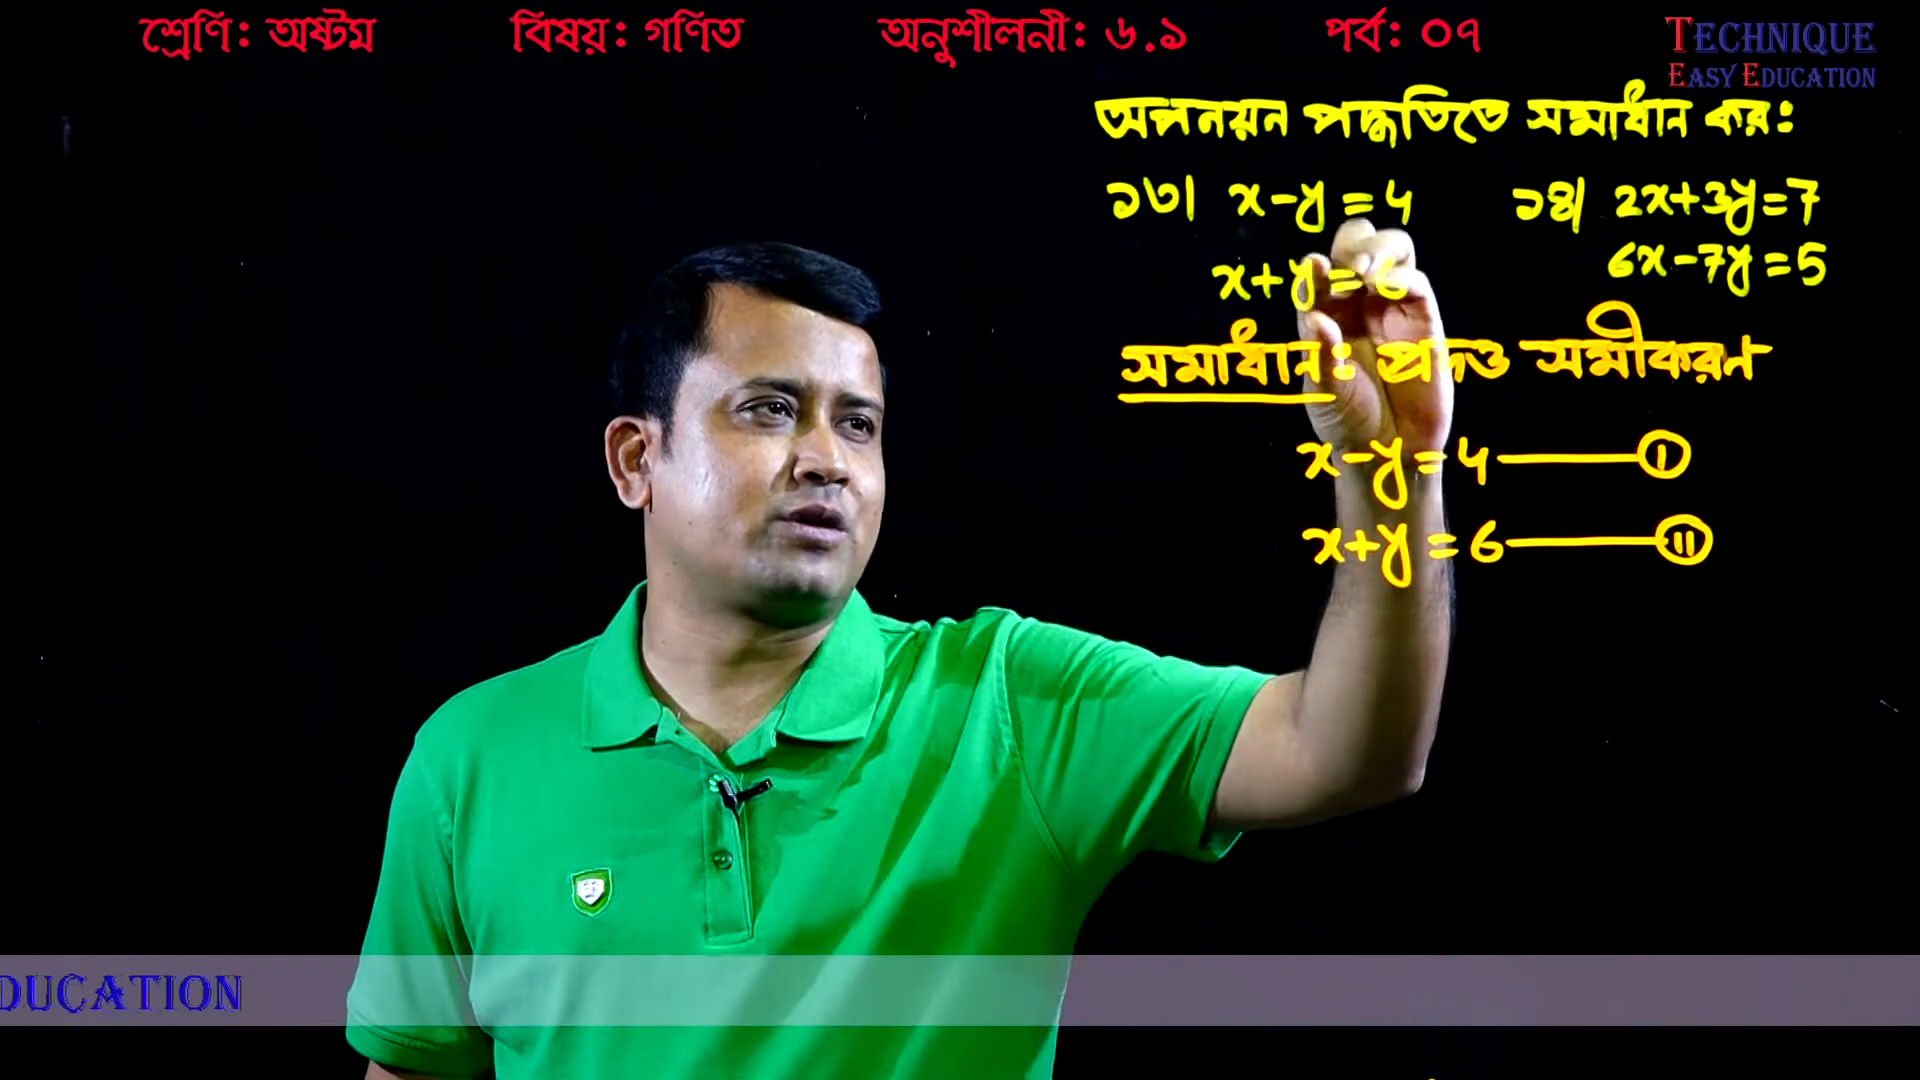 শ্রেণি: অষ্টম বিষয়: গণিত অনুশীলনী: ৬.১ পর্ব: ০৭
TECHNIQUE
EASY EDUCATION
অপনয়ন পদ্ধতিতে সমাধান কর:
১৩| x-y=4 ১৪| 2x+3y=7
x+y=6 6x-7y=5
সমাধান: প্রদত্ত সমীকরণ
x-y=4 — i
x+y=6 — ii
DUCATION